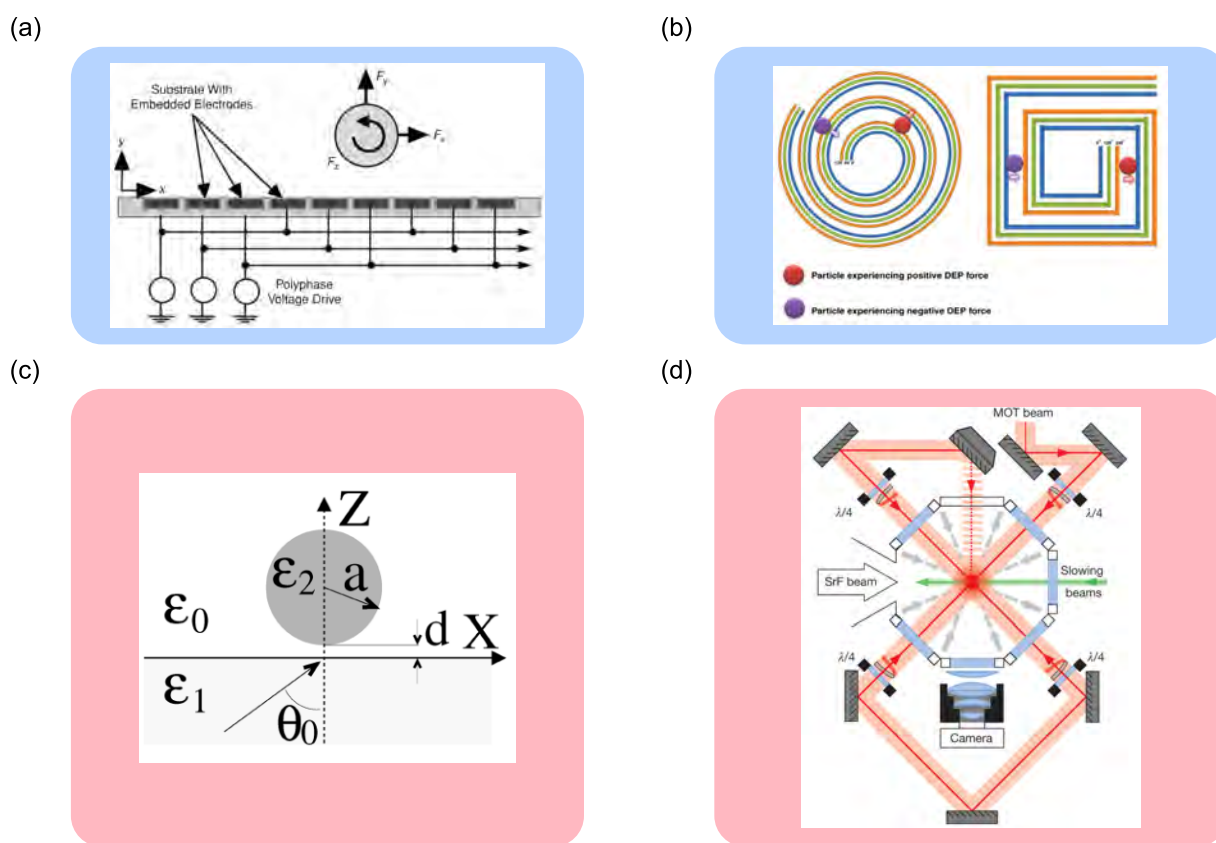 (a)
Substrate With
Embedded Electrodes
F_y
F_x
F_z
y
x
Polyphase
Voltage Drive
(b)
Particle experiencing positive DEP force
Particle experiencing negative DEP force
(c)
Z
ε2
a
ε0
d
X
ε1
θ0
(d)
MOT beam
λ/4
λ/4
SrF beam
Slowing
beams
λ/4
λ/4
Camera